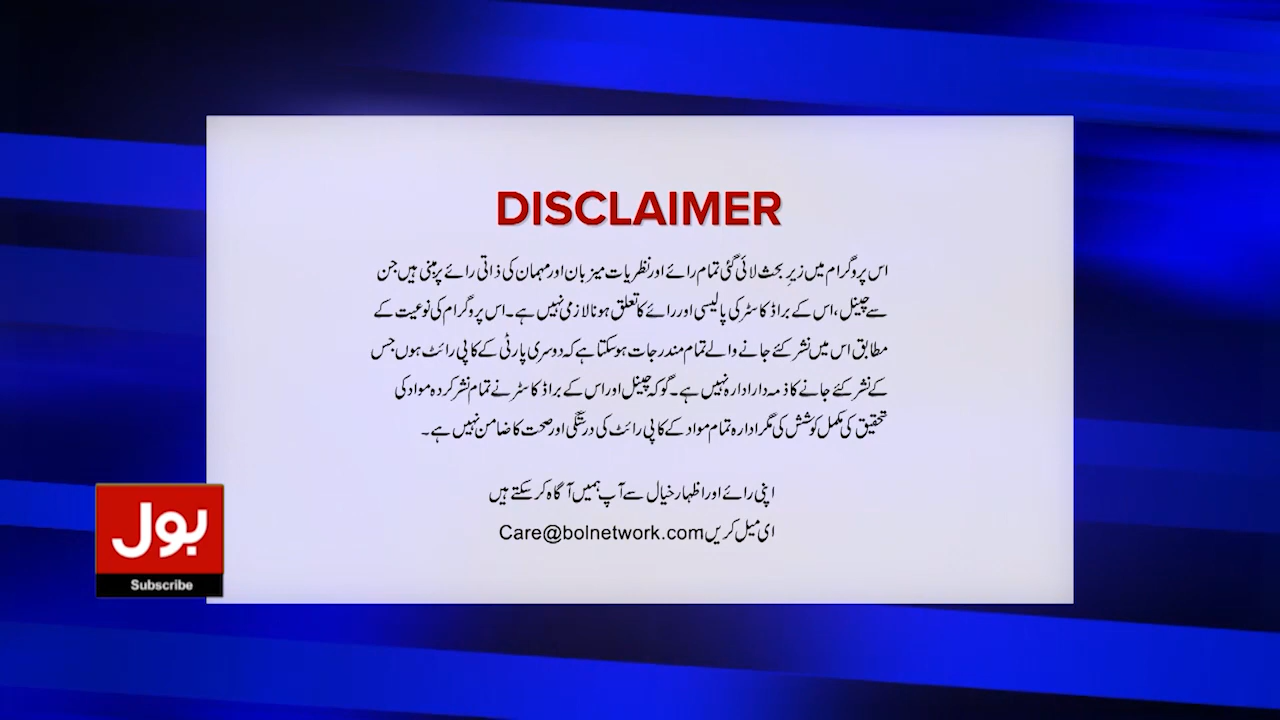 DISCLAIMER
اس پروگرام میں زیرِ بحث لائی گئی تمام رائے اور نظریات میزبان اور مہمان کی ذاتی رائے پر مبنی ہیں جن
سے چینل، اس کے براڈ کاسٹر کی پالیسی اور رائے کا تعلق ہونا لازمی نہیں ہے۔ اس پروگرام کی نوعیت کے
مطابق اس میں نشر کئے جانے والے تمام مندرجات ہو سکتا ہے کہ دوسری پارٹی کے کاپی رائٹ ہوں جس
کے نشر کئے جانے کا ذمہ دار ادارہ نہیں ہے۔ گو کہ چینل اور اس کے براڈ کاسٹر نے تمام نشر کردہ مواد کی
تحقیق کی مکمل کوشش کی مگر ادارہ تمام مواد کے کاپی رائٹ کی درستگی اور صحت کا ضامن نہیں ہے۔
اپنی رائے اور اظہار خیال سے آپ ہمیں آگاہ کر سکتے ہیں
ای میل کریں Care@bolnetwork.com
بول
Subscribe